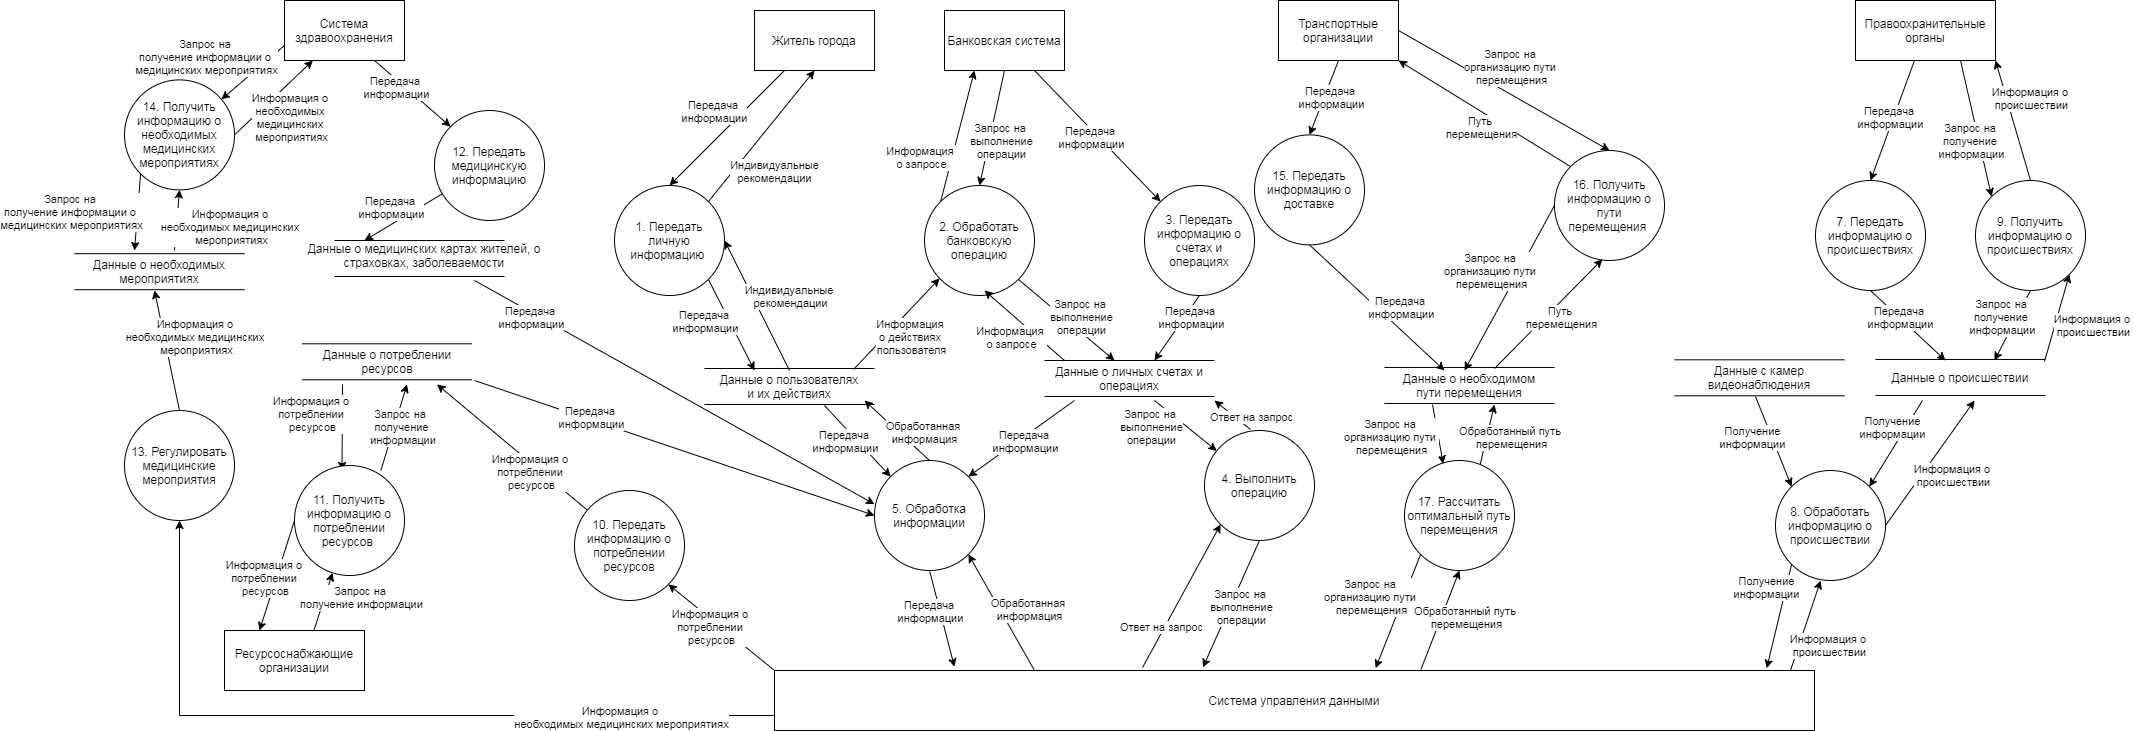 Система
здравоохранения
Житель города
Банковская система
Транспортные
организации
Правоохранительные
органы
Запрос на
получение информации о
медицинских мероприятиях
Информация о
необходимых
медицинских
мероприятиях
Передача
информации
14. Получить
информацию о
необходимых
медицинских
мероприятиях
12. Передать
медицинскую
информацию
Запрос на
получение информации о
медицинских мероприятиях
Информация о
необходимых медицинских
мероприятиях
Передача
информации
Данные о необходимых
мероприятиях
Данные о медицинских картах жителей, о
страховках, заболеваемости
Информация о
необходимых медицинских
мероприятиях
Передача
информации
13. Регулировать
медицинские
мероприятия
Данные о потреблении
ресурсов
Информация о
потреблении
ресурсов
Запрос на
получение
информации
Передача
информации
Информация о
потреблении
ресурсов
11. Получить
информацию о
потреблении
ресурсов
10. Передать
информацию о
потреблении
ресурсов
Информация о
потреблении
ресурсов
Запрос на
получение информации
Ресурсоснабжающие
организации
Информация о
потреблении
ресурсов
Информация о
необходимых медицинских мероприятиях
Передача
информации
Индивидуальные
рекомендации
1. Передать
личную
информацию
Передача
информации
Индивидуальные
рекомендации
Данные о пользователях
и их действиях
Информация
о действиях
пользователя
Информация
о запросе
Запрос на
выполнение
операции
Передача
информации
2. Обработать
банковскую
операцию
3. Передать
информацию о
счетах и
операциях
Информация
о запросе
Запрос на
выполнение
операции
Передача
информации
Данные о личных счетах и
операциях
Передача
информации
Обработанная
информация
Передача
информации
Запрос на
выполнение
операции
Ответ на запрос
5. Обработка
информации
4. Выполнить
операцию
Передача
информации
Обработанная
информация
Ответ на запрос
Запрос на
выполнение
операции
Передача
информации
Запрос на
организацию пути
перемещения
Путь
перемещения
15. Передать
информацию о
доставке
16. Получить
информацию о
пути
перемещения
Передача
информации
Запрос на
организацию пути
перемещения
Путь
перемещения
Данные о необходимом
пути перемещения
Запрос на
организацию пути
перемещения
Обработанный путь
перемещения
17. Рассчитать
оптимальный путь
перемещения
Запрос на
организацию пути
перемещения
Обработанный путь
перемещения
Передача
информации
Запрос на
получение
информации
Информация о
происшествии
7. Передать
информацию о
происшествиях
9. Получить
информацию о
происшествиях
Передача
информации
Запрос на
получение
информации
Информация о
происшествии
Данные с камер
видеонаблюдения
Данные о происшествии
Получение
информации
Получение
информации
Информация о
происшествии
8. Обработать
информацию о
происшествии
Получение
информации
Информация о
происшествии
Система управления данными